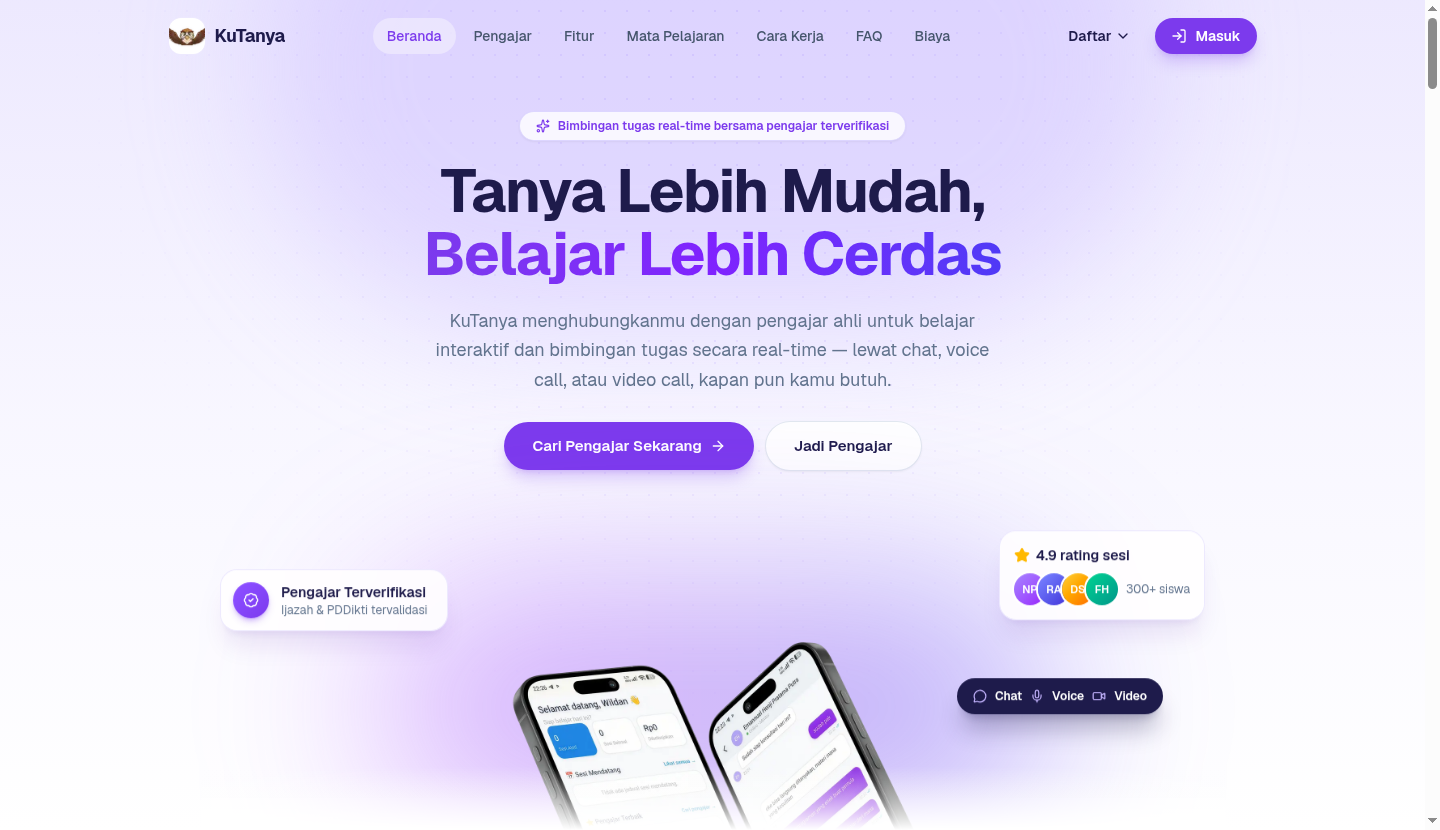 KuTanya
Beranda
Pengajar
Fitur
Mata Pelajaran
Cara Kerja
FAQ
Biaya
Daftar
Masuk
Bimbingan tugas real-time bersama pengajar terverifikasi
Tanya Lebih Mudah,
Belajar Lebih Cerdas
KuTanya menghubungkanmu dengan pengajar ahli untuk belajar
interaktif dan bimbingan tugas secara real-time — lewat chat, voice
call, atau video call, kapan pun kamu butuh.
Cari Pengajar Sekarang
Jadi Pengajar
4.9 rating sesi
NP
RA
DS
FH
300+ siswa
Pengajar Terverifikasi
Ijazah & PDDikti tervalidasi
Chat
Voice
Video
Selamat datang, Wildan 👋
0
0
Rp0
📅 Sesi Mendatang